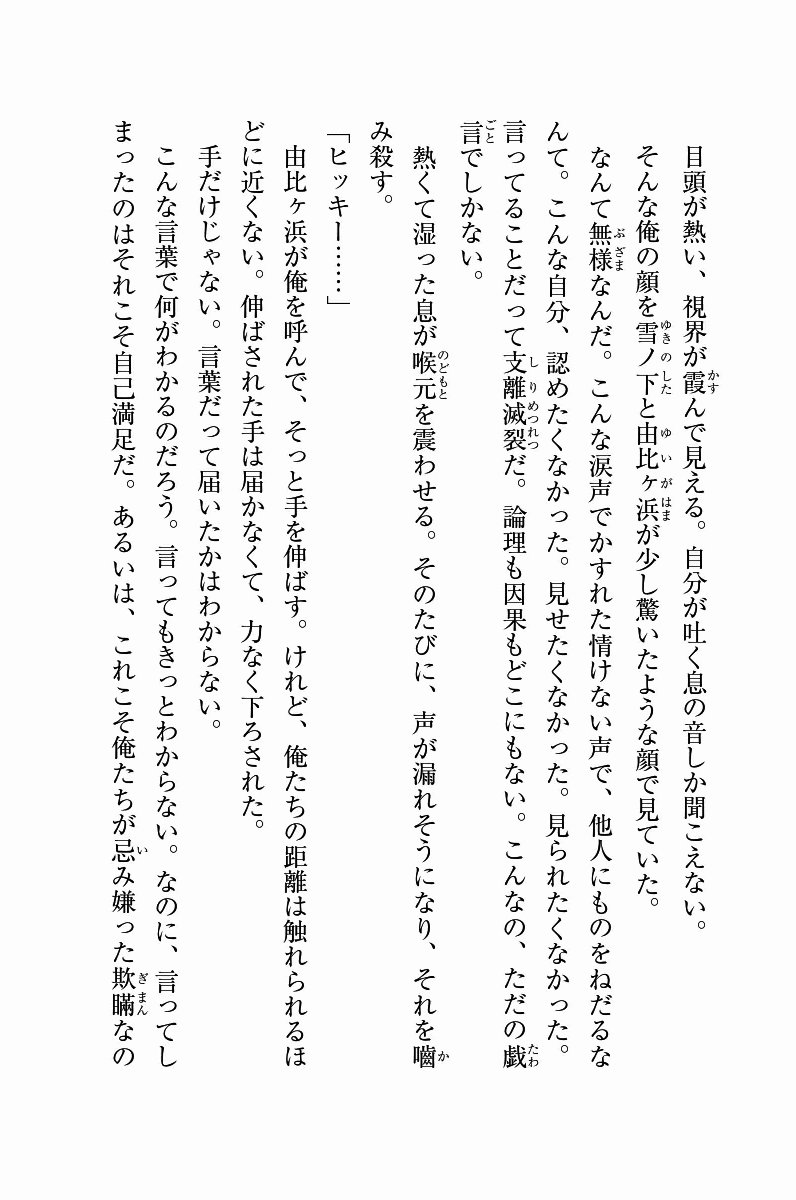 目頭が熱い、視界が霞んで見える。自分が吐く息の音しか聞こえない。
そんな俺の顔を雪ノ下と由比ヶ浜が少し驚いたような顔で見ていた。
なんて無様なんだ。こんな涙声でかすれた情けない声で、他人にものをねだるな
んて。こんな自分、認めたくなかった。見せたくなかった。見られたくなかった。
言ってることだって支離滅裂だ。論理も因果もどこにもない。こんなの、ただの戯
言でしかない。
熱くて湿った息が喉元を震わせる。そのたびに、声が漏れそうになり、それを嚙
み殺す。
「ヒッキー……」
由比ヶ浜が俺を呼んで、そっと手を伸ばす。けれど、俺たちの距離は触れられるほ
どに近くない。伸ばされた手は届かなくて、力なく下ろされた。
手だけじゃない。言葉だって届いたかはわからない。
こんな言葉で何がわかるのだろう。言ってもきっとわからない。なのに、言ってし
まったのはそれこそ自己満足だ。あるいは、これこそ俺たちが忌み嫌った欺瞞なの